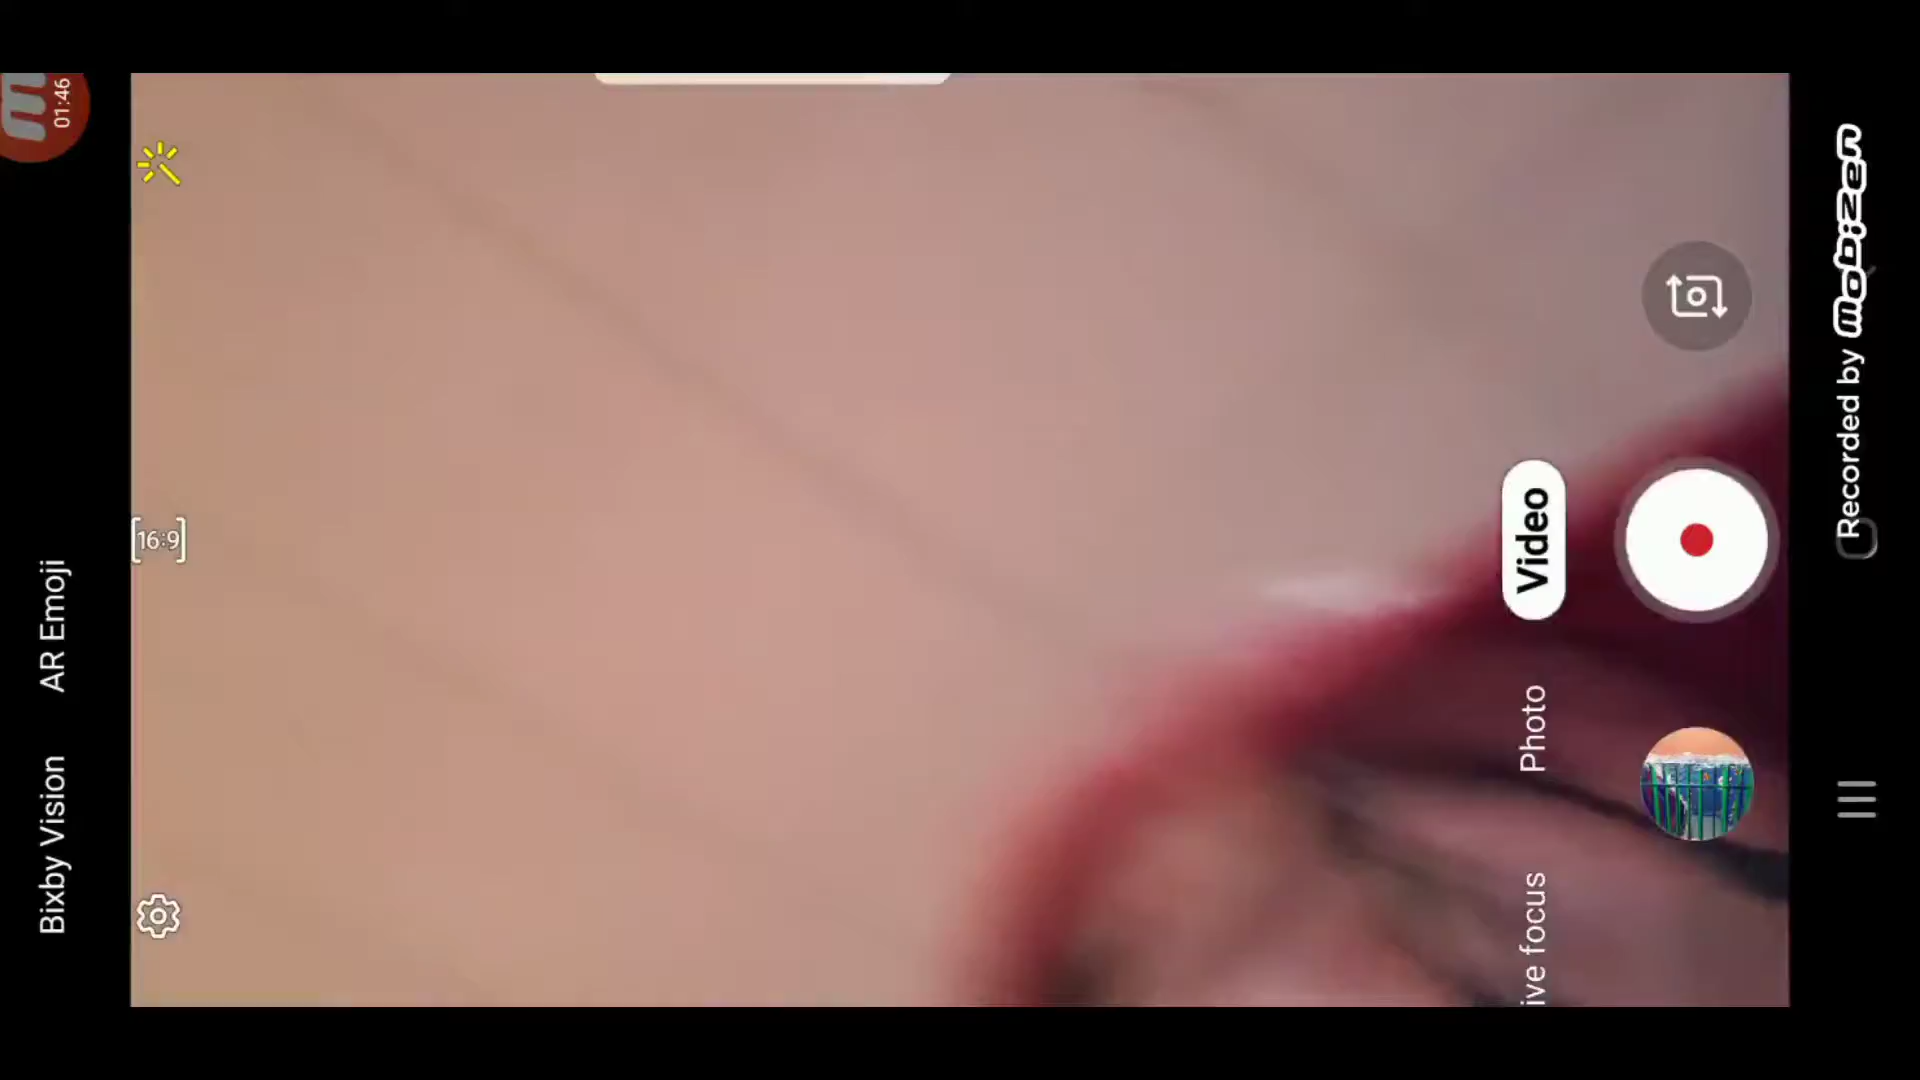 01:46
Bixby Vision
AR Emoji
16:9
ive focus
Photo
Video
Recorded by mobizen